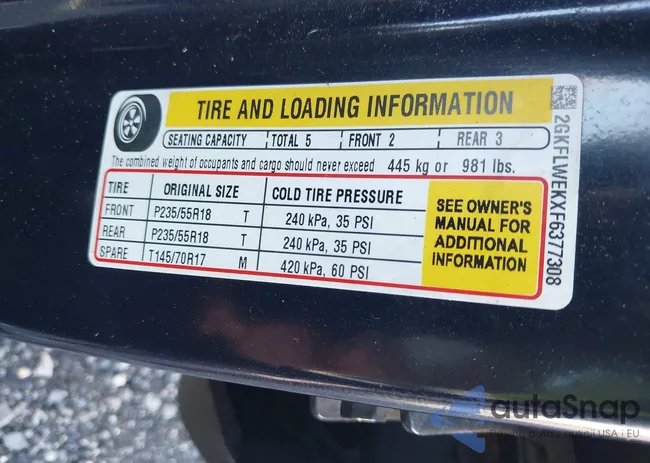 TIRE AND LOADING INFORMATION
SEATING CAPACITY TOTAL 5 FRONT 2 REAR 3
The combined weight of occupants and cargo should never exceed 445 kg or 981 lbs.
TIRE ORIGINAL SIZE COLD TIRE PRESSURE
FRONT P235/55R18 T 240 kPa, 35 PSI
REAR P235/55R18 T 240 kPa, 35 PSI
SPARE T145/70R17 M 420 kPa, 60 PSI
SEE OWNER'S
MANUAL FOR
ADDITIONAL
INFORMATION
2GKFLWEKXF6377308
autoSnap
USA i EU